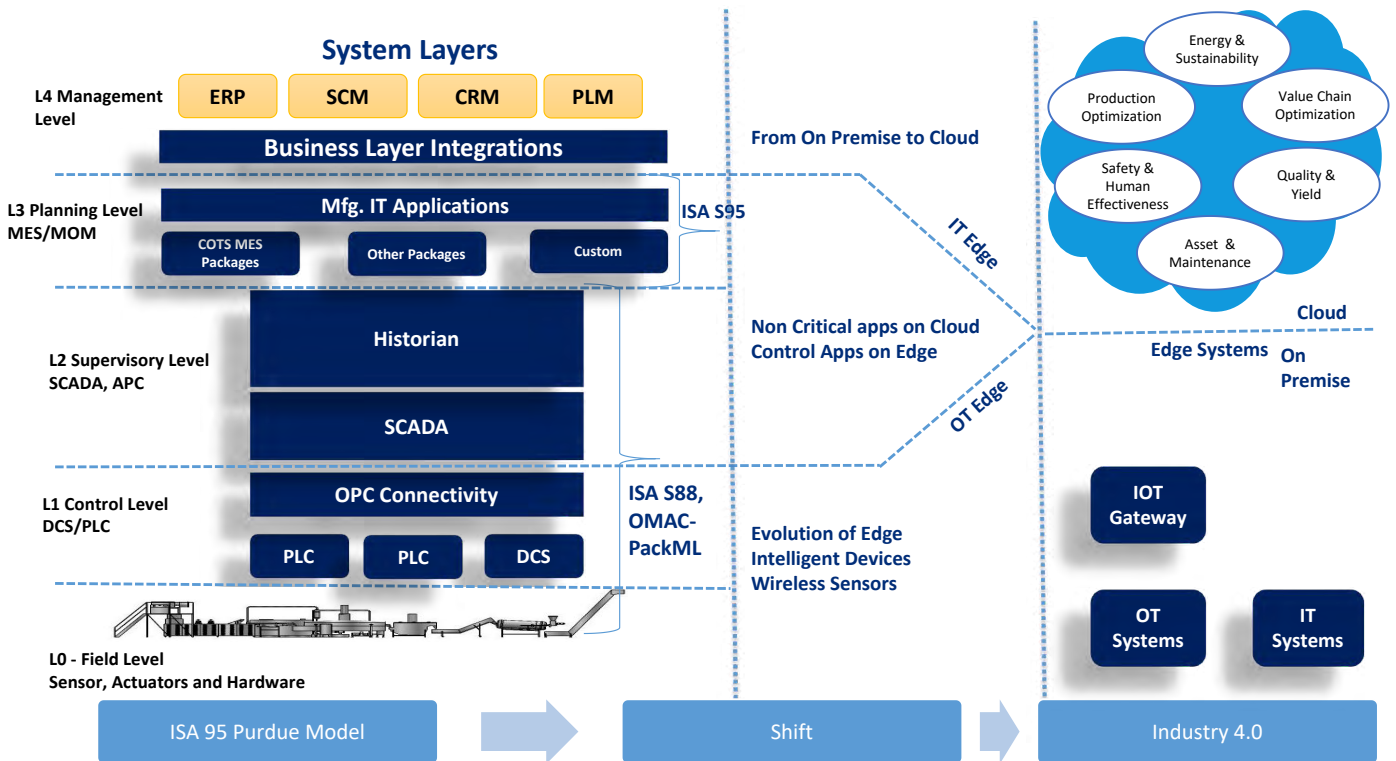 System Layers
L4 Management
Level
ERP
SCM
CRM
PLM
Business Layer Integrations
L3 Planning Level
MES/MOM
Mfg. IT Applications
COTS MES
Packages
Other Packages
Custom
ISA S95
L2 Supervisory Level
SCADA, APC
Historian
SCADA
L1 Control Level
DCS/PLC
OPC Connectivity
PLC
PLC
DCS
ISA S88,
OMAC-
PackML
L0 - Field Level
Sensor, Actuators and Hardware
From On Premise to Cloud
IT Edge
Non Critical apps on Cloud
Control Apps on Edge
OT Edge
Evolution of Edge
Intelligent Devices
Wireless Sensors
Energy &
Sustainability
Production
Optimization
Value Chain
Optimization
Safety &
Human
Effectiveness
Quality &
Yield
Asset &
Maintenance
Cloud
Edge Systems
On
Premise
IOT
Gateway
OT
Systems
IT
Systems
ISA 95 Purdue Model
Shift
Industry 4.0